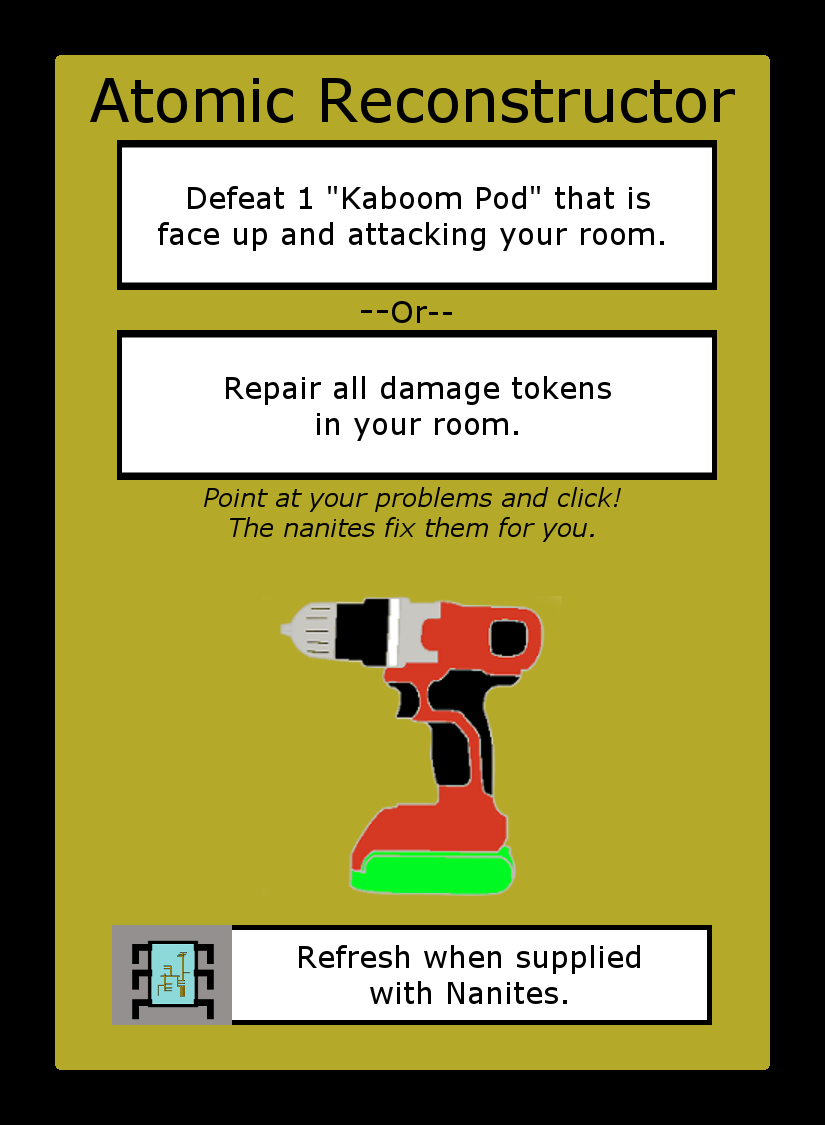 Atomic Reconstructor
Defeat 1 "Kaboom Pod" that is
face up and attacking your room.
--Or--
Repair all damage tokens
in your room.
Point at your problems and click!
The nanites fix them for you.
Refresh when supplied
with Nanites.